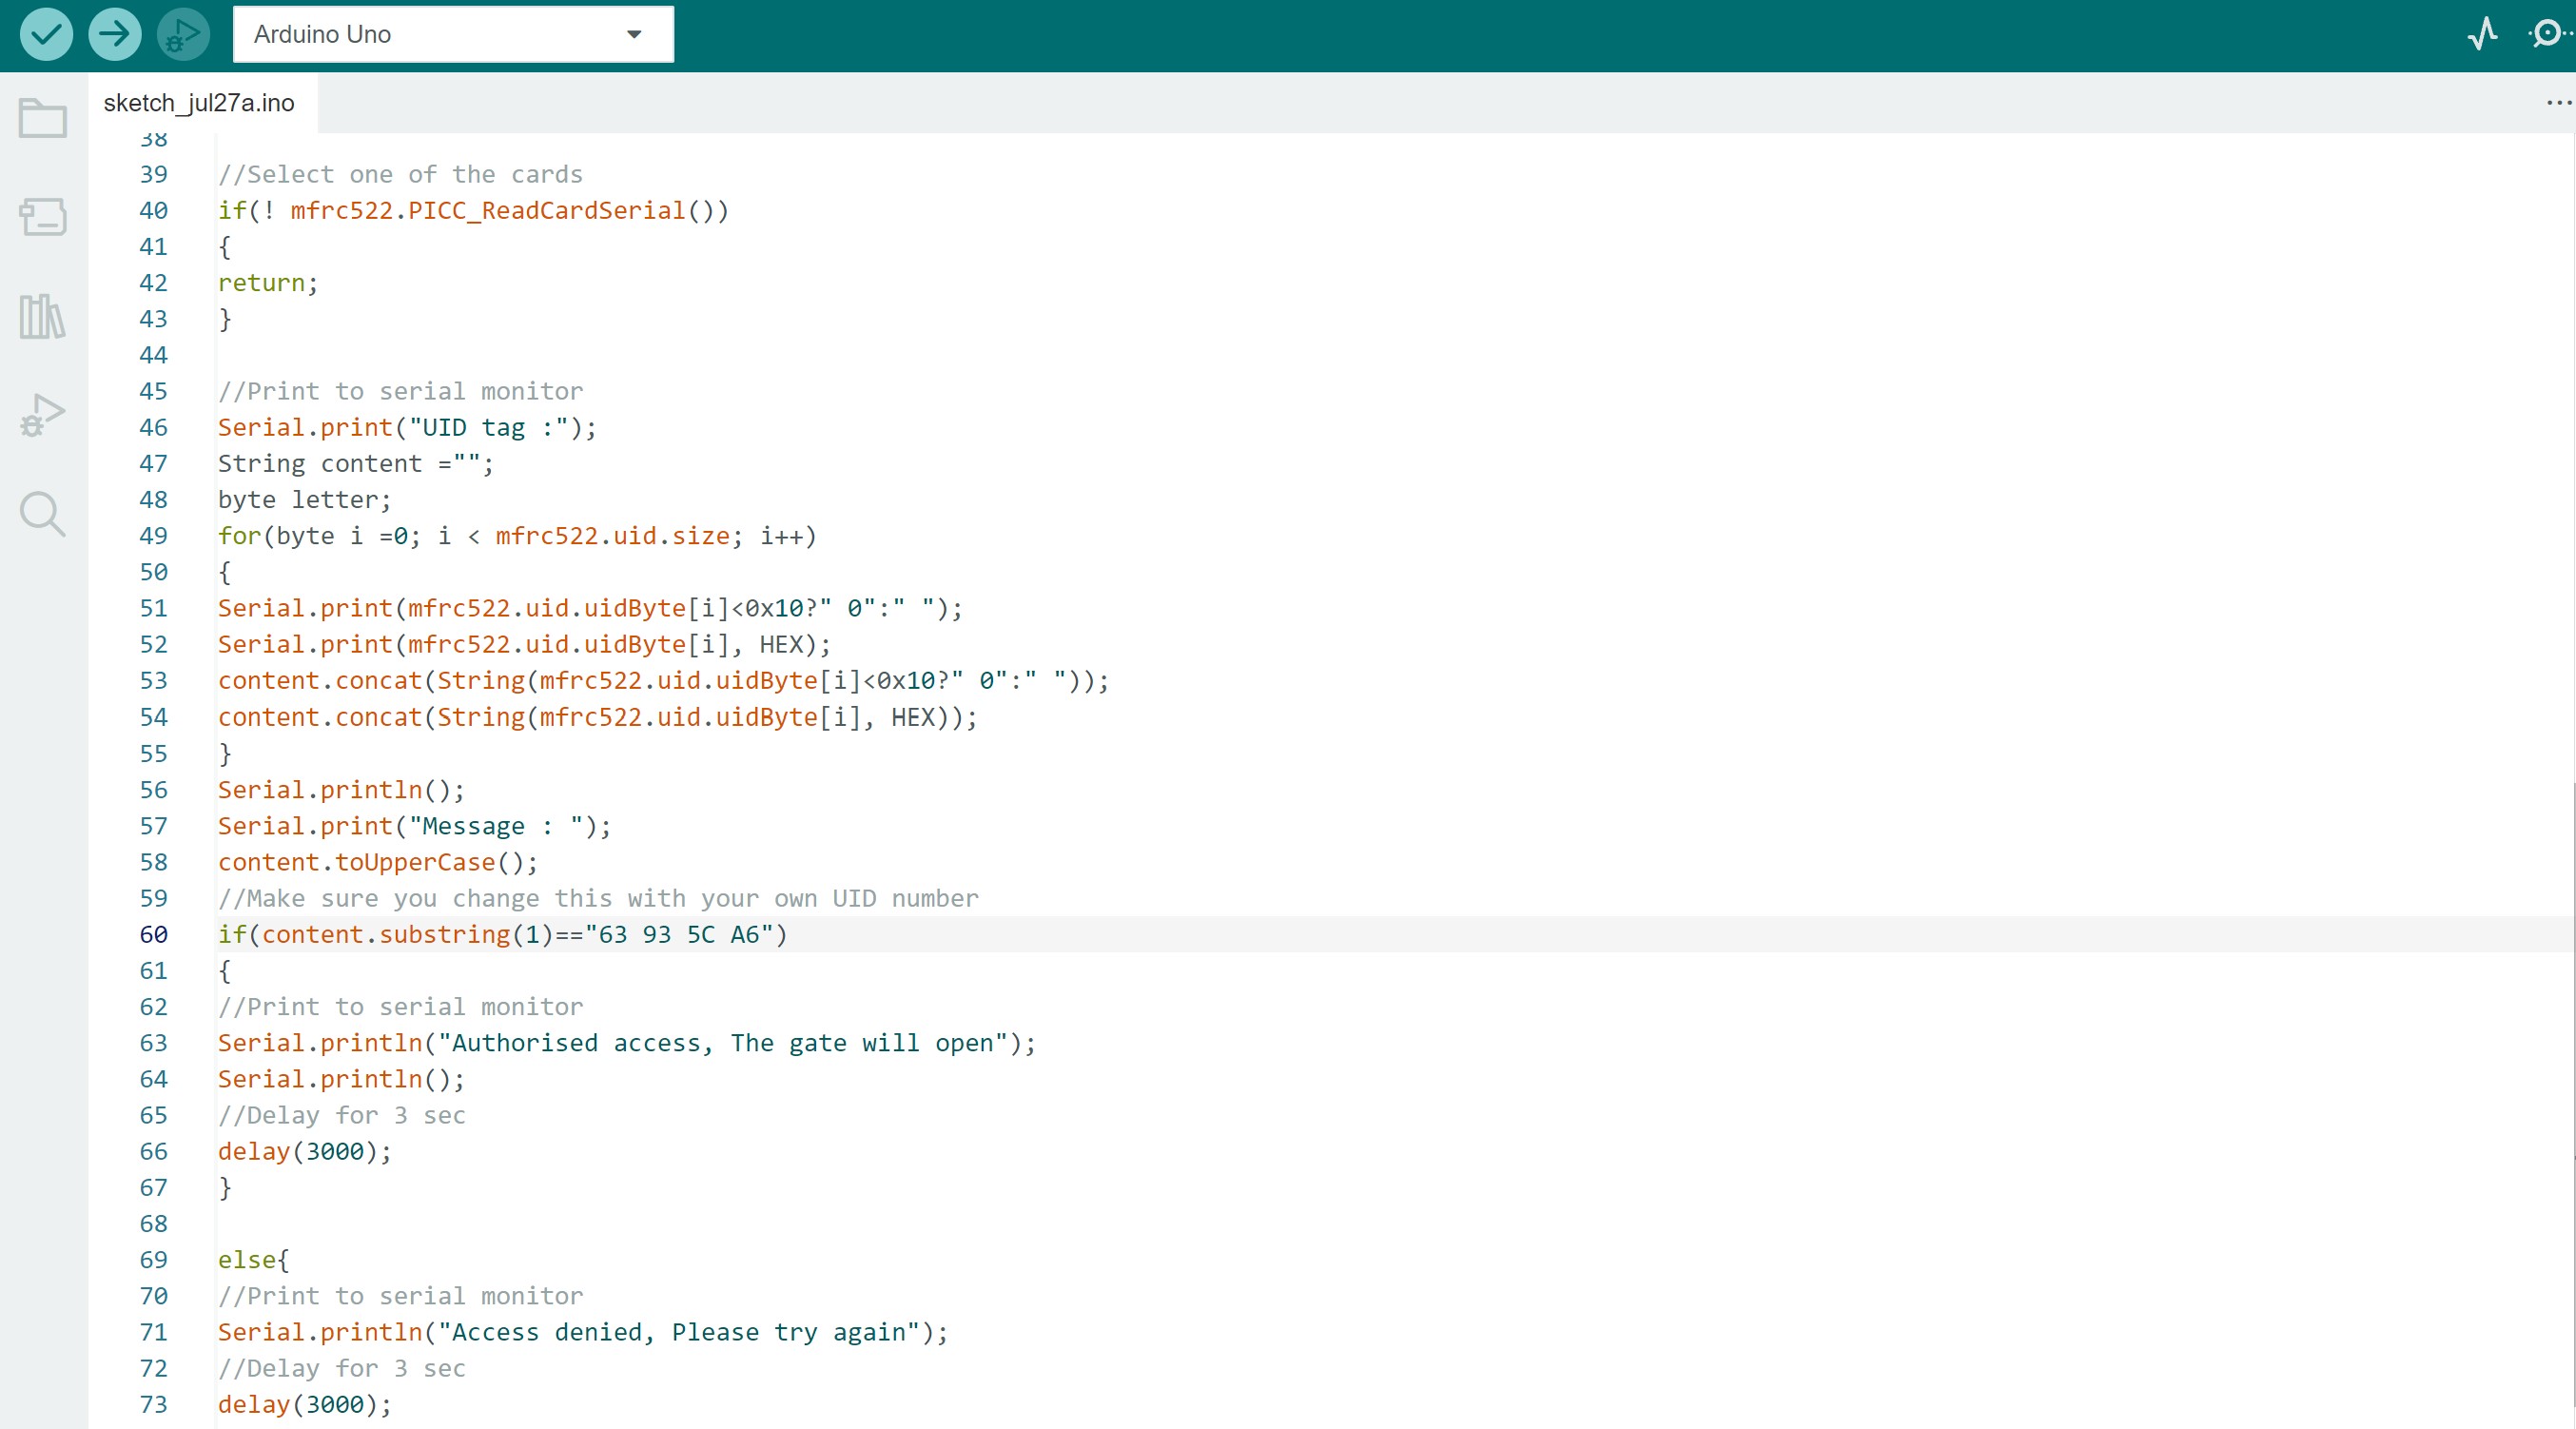 Arduino Uno
sketch_jul27a.ino
...
38
39 //Select one of the cards
40 if(! mfrc522.PICC_ReadCardSerial())
41 {
42 return;
43 }
44
45 //Print to serial monitor
46 Serial.print("UID tag :");
47 String content ="";
48 byte letter;
49 for(byte i =0; i < mfrc522.uid.size; i++)
50 {
51 Serial.print(mfrc522.uid.uidByte[i]<0x10?" 0":" ");
52 Serial.print(mfrc522.uid.uidByte[i], HEX);
53 content.concat(String(mfrc522.uid.uidByte[i]<0x10?" 0":" "));
54 content.concat(String(mfrc522.uid.uidByte[i], HEX));
55 }
56 Serial.println();
57 Serial.print("Message : ");
58 content.toUpperCase();
59 //Make sure you change this with your own UID number
60 if(content.substring(1)=="63 93 5C A6")
61 {
62 //Print to serial monitor
63 Serial.println("Authorised access, The gate will open");
64 Serial.println();
65 //Delay for 3 sec
66 delay(3000);
67 }
68
69 else{
70 //Print to serial monitor
71 Serial.println("Access denied, Please try again");
72 //Delay for 3 sec
73 delay(3000);